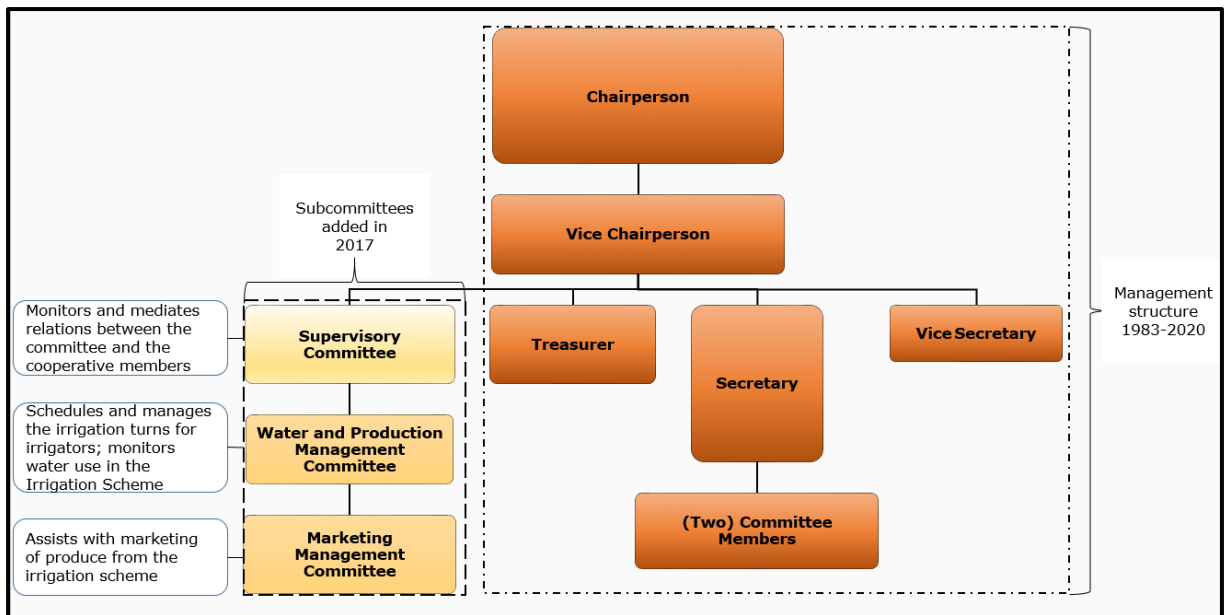 Chairperson
Subcommittees
added in
2017
Vice Chairperson
Management
structure
1983-2020
Monitors and mediates
relations between the
committee and the
cooperative members
Supervisory
Committee
Treasurer
Secretary
Vice Secretary
Schedules and manages
the irrigation turns for
irrigators; monitors
water use in the
Irrigation Scheme
Water and Production
Management
Committee
(Two) Committee
Members
Assists with marketing
of produce from the
irrigation scheme
Marketing
Management
Committee